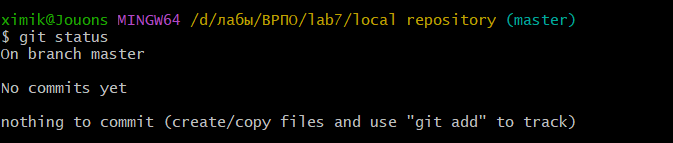 ximik@Jouons MINGW64 /d/лабы/ВРПО/lab7/local repository (master)
$ git status
On branch master
No commits yet
nothing to commit (create/copy files and use "git add" to track)